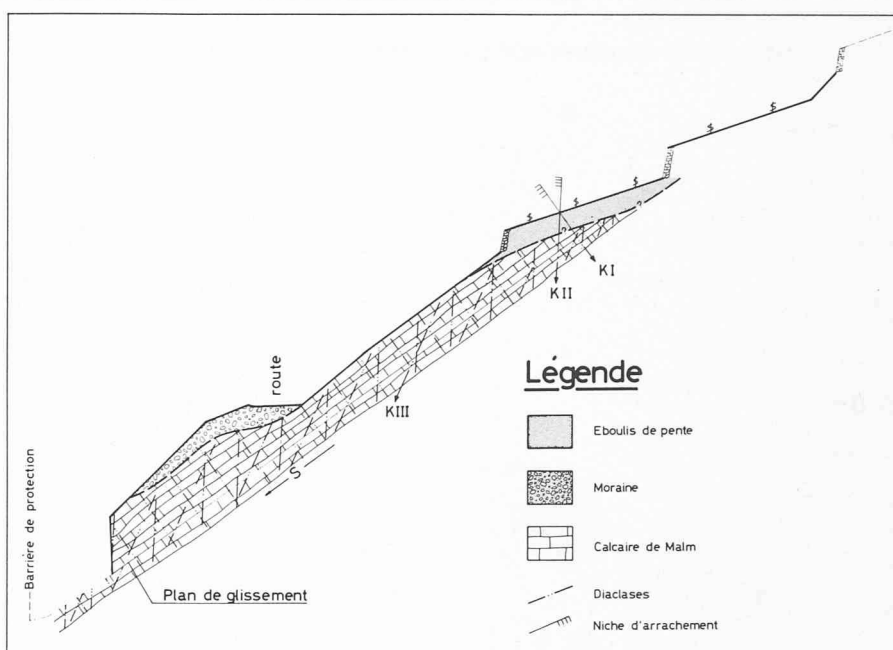 KI
KII
route
KIII
S
Barrière de protection
Plan de glissement
Légende
Eboulis de pente
Moraine
Calcaire de Malm
Diaclases
Niche d'arrachement